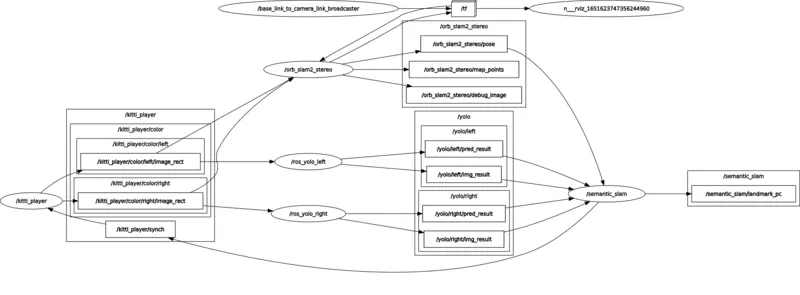 /base_link_to_camera_link_broadcaster
/tf
n__rviz_1651623747356244960
/orb_slam2_stereo
/orb_slam2_stereo/pose
/orb_slam2_stereo
/orb_slam2_stereo/map_points
/orb_slam2_stereo/debug_image
/kitti_player
/yolo
/kitti_player/color
/yolo/left
/kitti_player/color/left
/yolo/left/pred_result
/kitti_player/color/left/image_rect
/ros_yolo_left
/yolo/left/img_result
/semantic_slam
/kitti_player/color/right
/yolo/right
/semantic_slam
/semantic_slam/landmark_pc
/kitti_player
/kitti_player/color/right/image_rect
/ros_yolo_right
/yolo/right/pred_result
/kitti_player/synch
/yolo/right/img_result